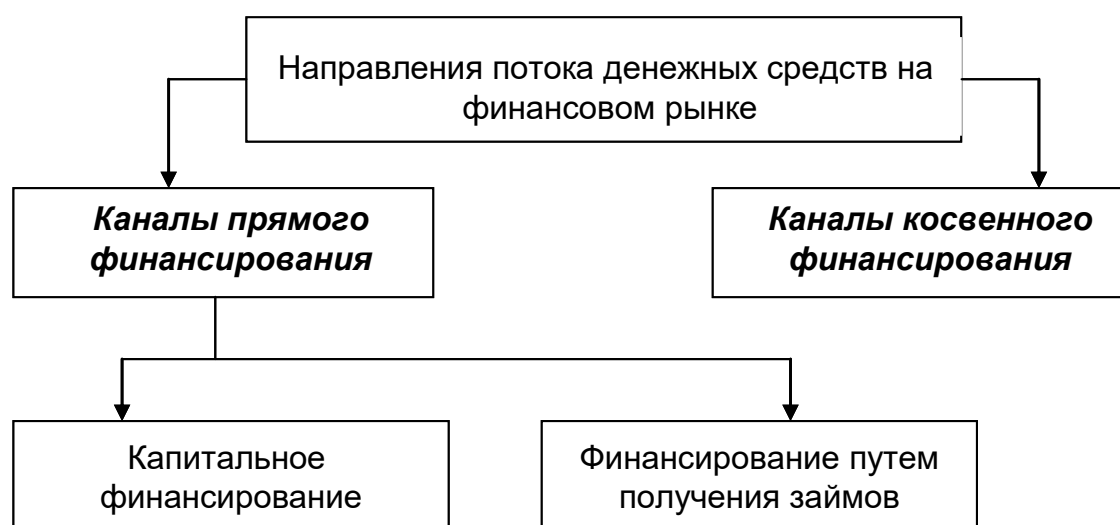 Направления потока денежных средств на
финансовом рынке
Каналы прямого
финансирования
Каналы косвенного
финансирования
Капитальное
финансирование
Финансирование путем
получения займов